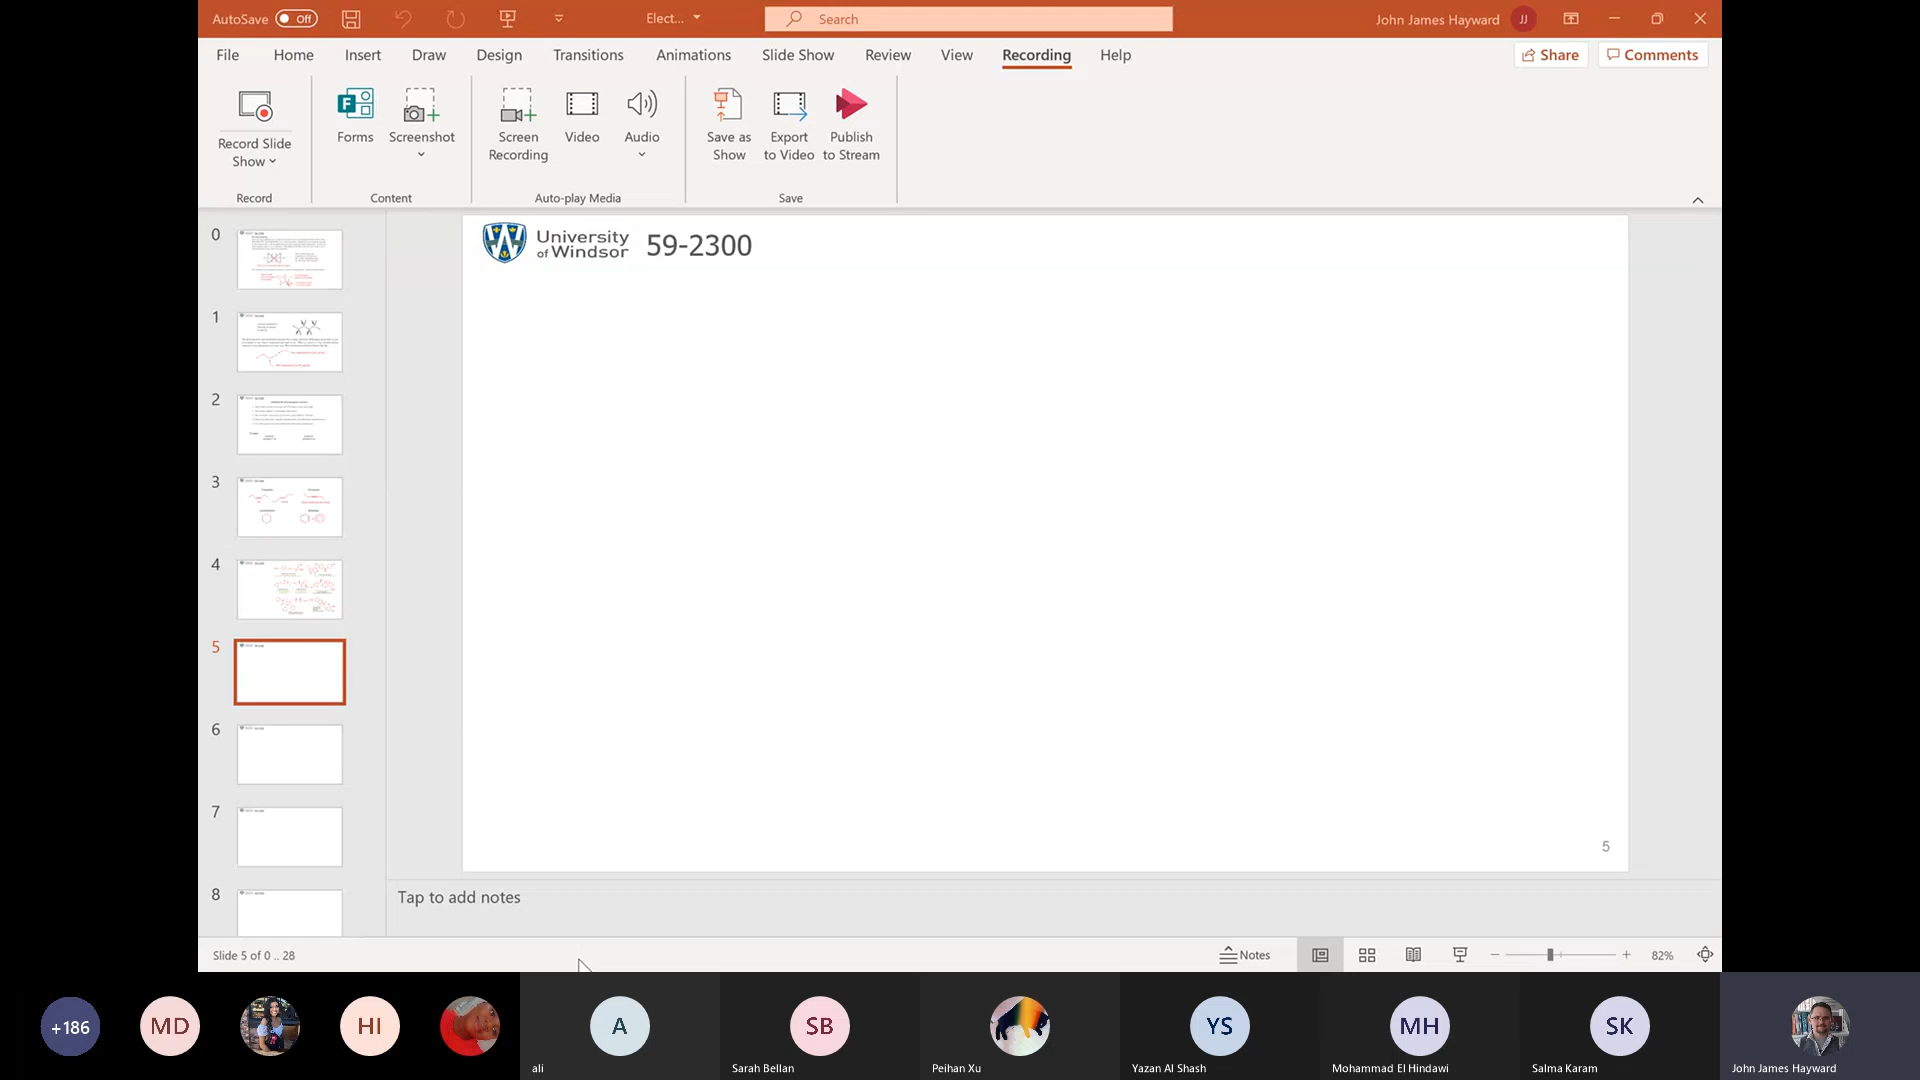 AutoSave Off
Elect...
Search
John James Hayward JJ
File Home Insert Draw Design Transitions Animations Slide Show Review View Recording Help
Share Comments
Record Slide Show
Forms
Screenshot
Screen Recording
Video
Audio
Save as Show
Export to Video
Publish to Stream
Record
Content
Auto-play Media
Save
0
1
2
3
4
5
6
7
8
University of Windsor 59-2300
5
Tap to add notes
Slide 5 of 0 .. 28
Notes
82%
+186
MD
HI
A
SB
YS
MH
SK
ali
Sarah Bellan
Peihan Xu
Yazan Al Shash
Mohammad El Hindawi
Salma Karam
John James Hayward